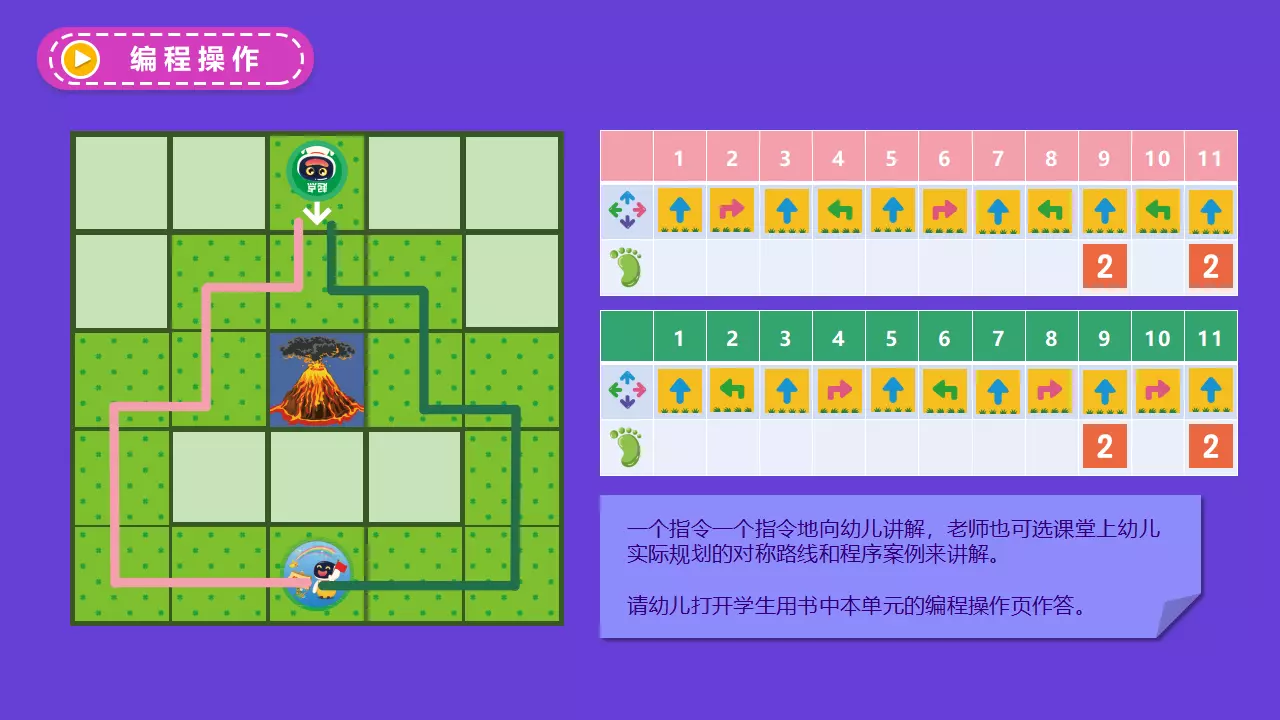 编程操作
1 2 3 4 5 6 7 8 9 10 11
2 2
1 2 3 4 5 6 7 8 9 10 11
2 2
一个指令一个指令地向幼儿讲解，老师也可选课堂上幼儿
实际规划的对称路线和程序案例来讲解。
请幼儿打开学生用书中本单元的编程操作页作答。